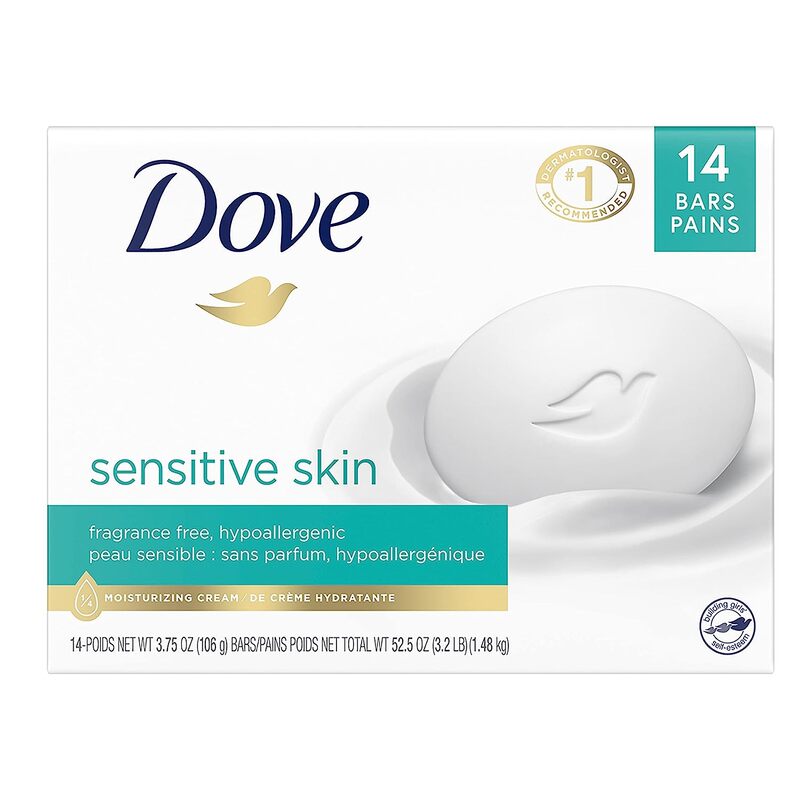 Dove
DERMATOLOGIST
#1
RECOMMENDED
14
BARS
PAINS
sensitive skin
fragrance free, hypoallergenic
peau sensible : sans parfum, hypoallergénique
1/4 MOISTURIZING CREAM / DE CRÈME HYDRATANTE
14-POIDS NET WT 3.75 OZ (106 g) BARS/PAINS POIDS NET TOTAL WT 52.5 OZ (3.2 LB)(1.48 kg)
building girls'
self-esteem